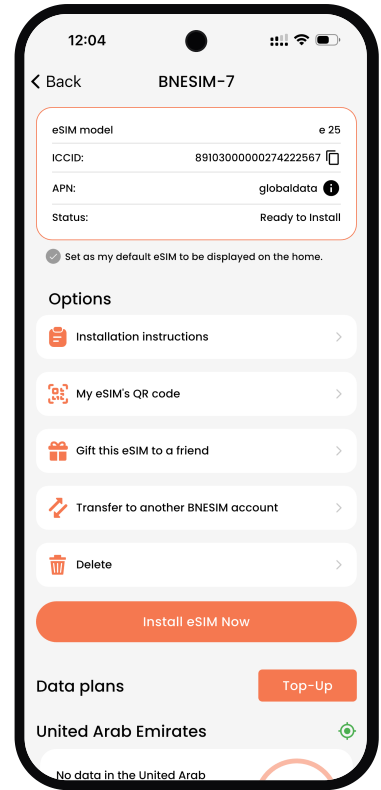 12:04
Back
BNESIM-7
eSIM model e 25
ICCID: 89103000000274222567
APN: globaldata
Status: Ready to Install
Set as my default eSIM to be displayed on the home.
Options
Installation instructions
My eSIM's QR code
Gift this eSIM to a friend
Transfer to another BNESIM account
Delete
Install eSIM Now
Data plans
Top-Up
United Arab Emirates
No data in the United Arab